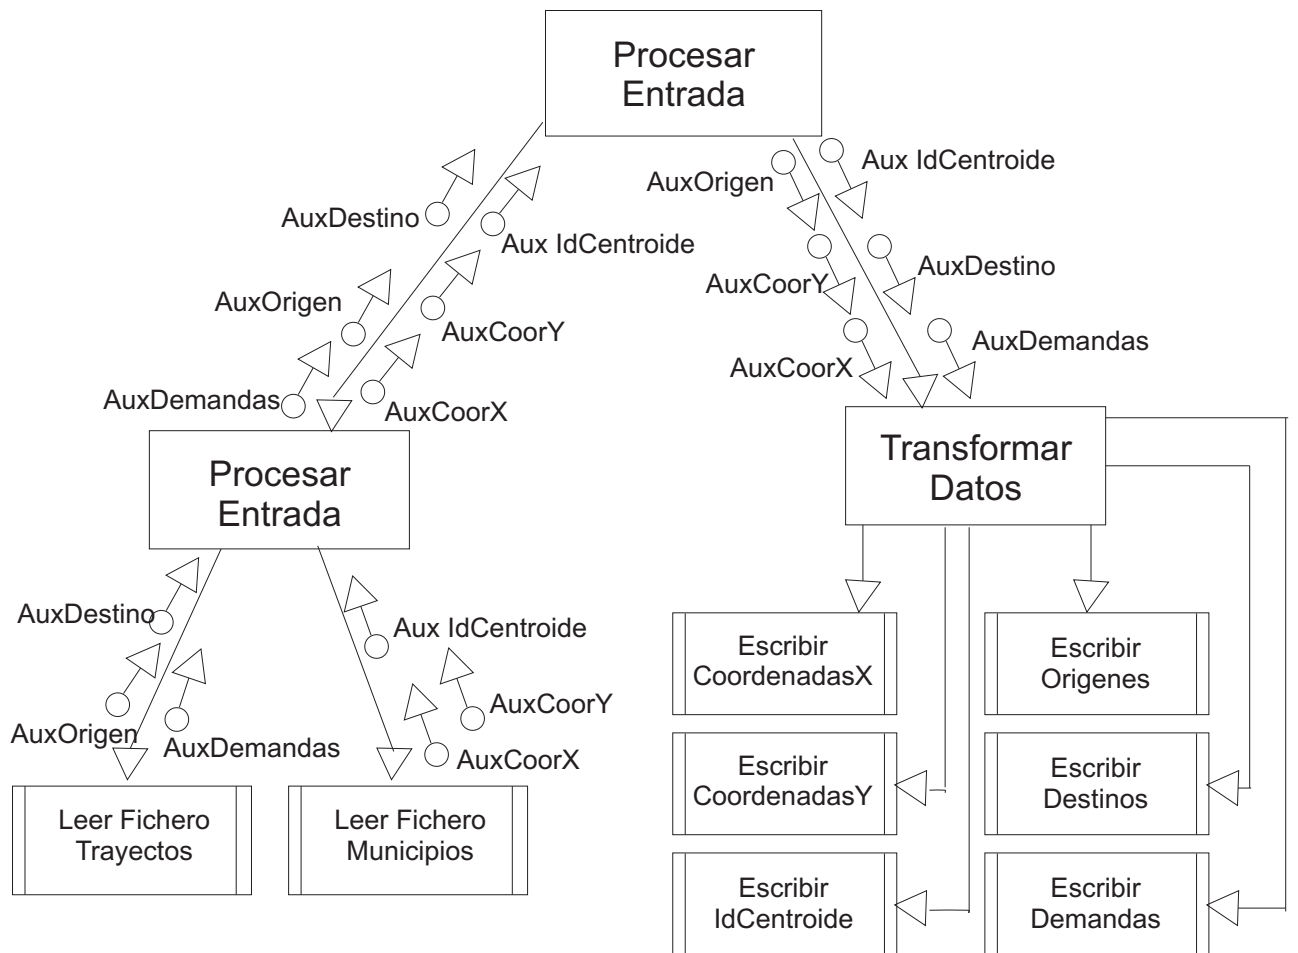 Procesar
Entrada
AuxDestino
Aux IdCentroide
AuxOrigen
AuxCoorY
AuxDemandas
AuxCoorX
AuxOrigen
Aux IdCentroide
AuxCoorY
AuxDestino
AuxCoorX
AuxDemandas
Procesar
Entrada
Transformar
Datos
AuxDestino
AuxOrigen
AuxDemandas
Aux IdCentroide
AuxCoorY
AuxCoorX
Leer Fichero
Trayectos
Leer Fichero
Municipios
Escribir
CoordenadasX
Escribir
Origenes
Escribir
CoordenadasY
Escribir
Destinos
Escribir
IdCentroide
Escribir
Demandas